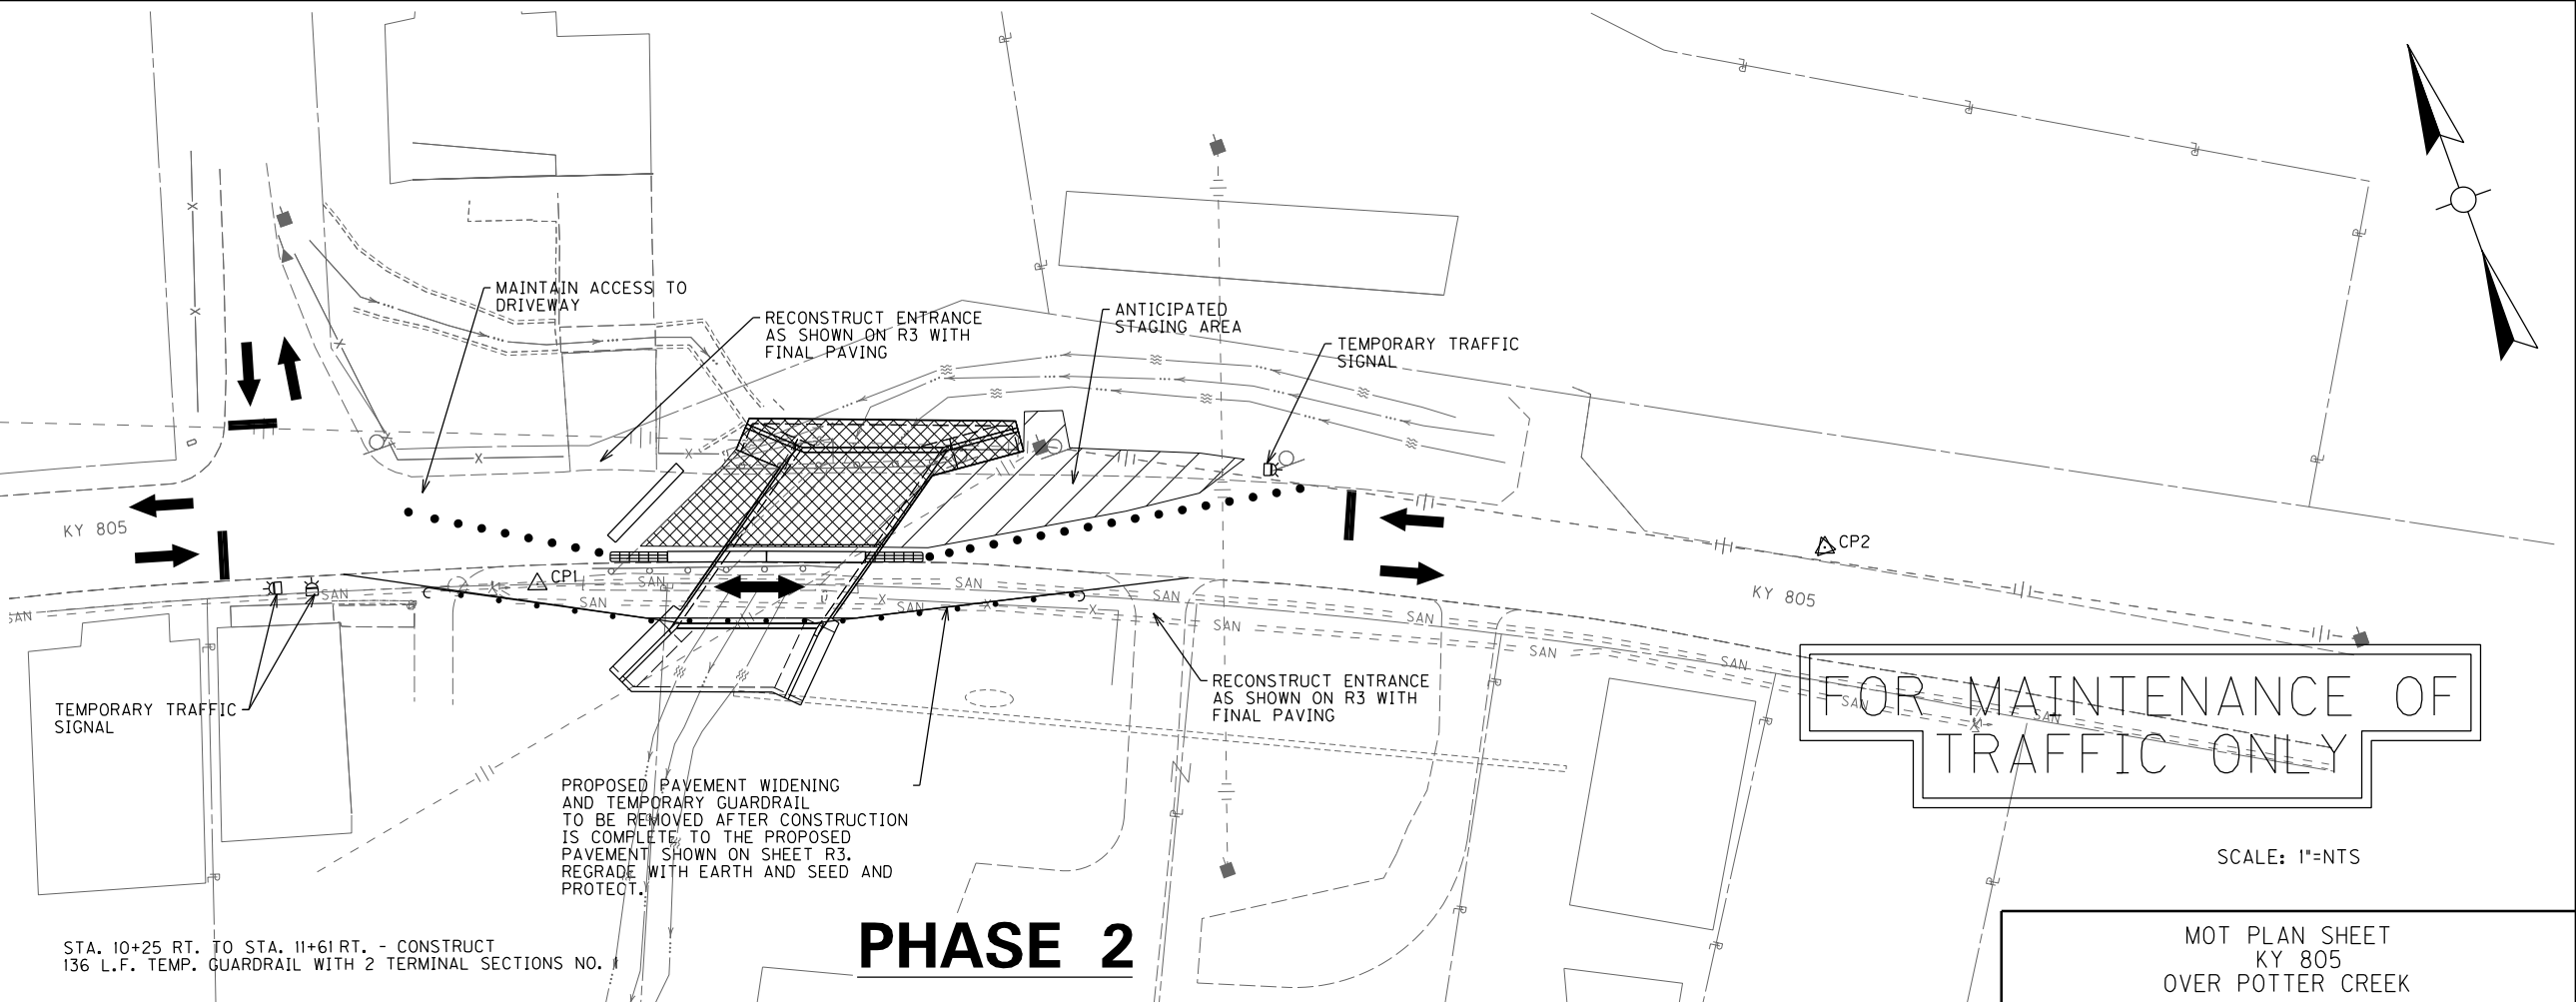 MAINTAIN ACCESS TO
DRIVEWAY
RECONSTRUCT ENTRANCE
AS SHOWN ON R3 WITH
FINAL PAVING
ANTICIPATED
STAGING AREA
TEMPORARY TRAFFIC
SIGNAL
KY 805
CP1
CP2
KY 805
SAN
SAN
SAN
SAN
SAN
SAN
SAN
SAN
SAN
SAN
SAN
SAN
TEMPORARY TRAFFIC
SIGNAL
RECONSTRUCT ENTRANCE
AS SHOWN ON R3 WITH
FINAL PAVING
FOR MAINTENANCE OF
TRAFFIC ONLY
PROPOSED PAVEMENT WIDENING
AND TEMPORARY GUARDRAIL
TO BE REMOVED AFTER CONSTRUCTION
IS COMPLETE TO THE PROPOSED
PAVEMENT SHOWN ON SHEET R3.
REGRADE WITH EARTH AND SEED AND
PROTECT.
SCALE: 1"=NTS
STA. 10+25 RT. TO STA. 11+61 RT. - CONSTRUCT
136 L.F. TEMP. GUARDRAIL WITH 2 TERMINAL SECTIONS NO. 1
PHASE 2
MOT PLAN SHEET
KY 805
OVER POTTER CREEK